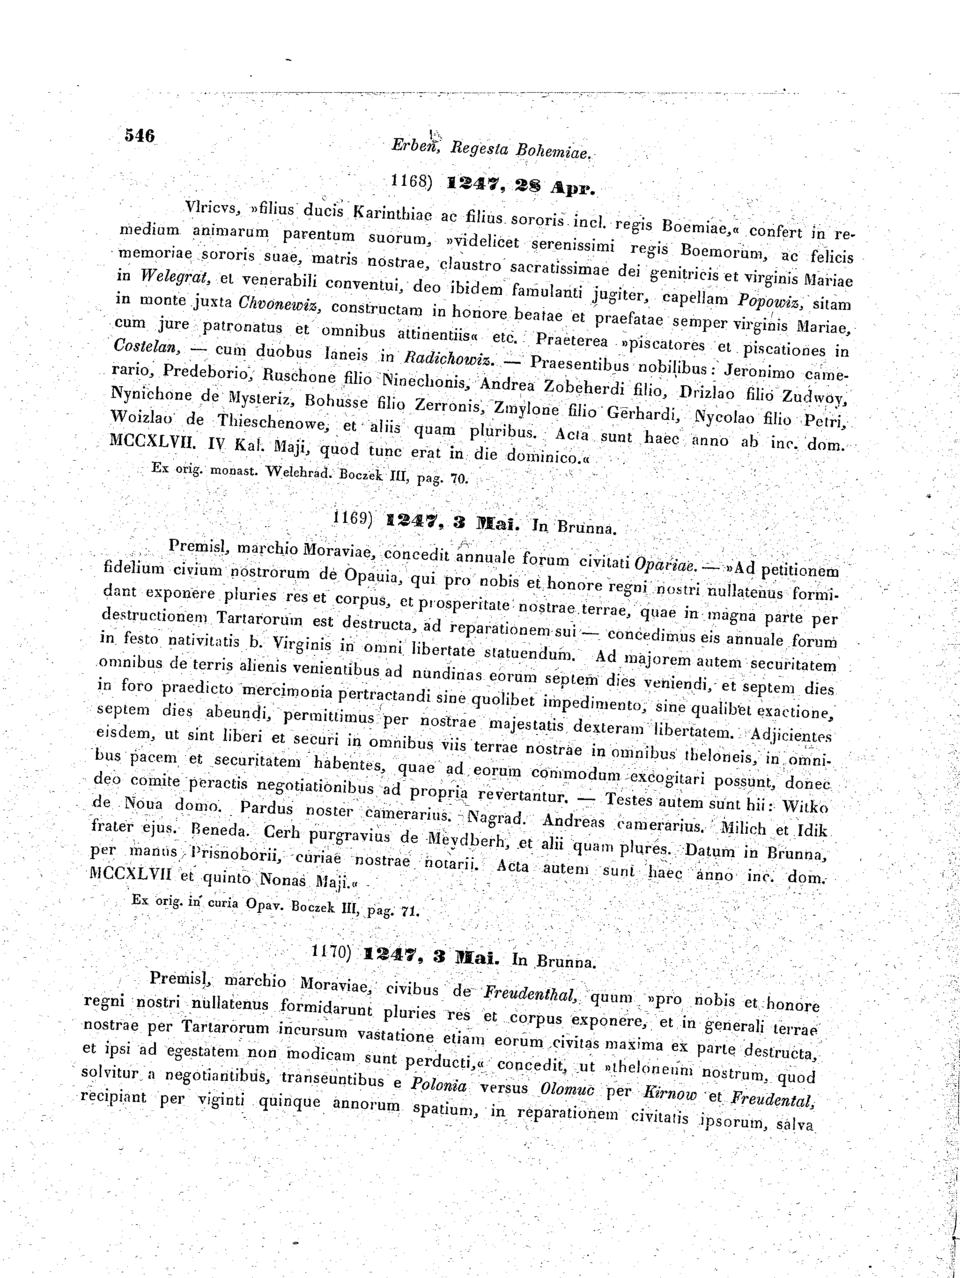 546
Erben, Regesta Bohemiae.
1168) 1247, 28 Apr.
Vlricvs, »filius ducis Karinthiae ac filius sororis incl. regis Boemiae,« confert in re-
medium animarum parentum suorum, »videlicet serenissimi regis Boemorum, ac felicis
memoriae sororis suae, matris nostrae, claustro sacratissimae dei genitricis et virginis Mariae
in Welegrat, et venerabili conventui, deo ibidem famulanti jugiter, capellam Popowiz, sitam
in monte juxta Chvonewiz, constructam in honore beatae et praefatae semper virginis Mariae,
cum jure patronatus et omnibus attinentiis« etc. Praeterea »piscatores et piscationes in
Costelan, — cum duobus laneis in Radichowiz. — Praesentibus nobilibus: Jeronimo came-
rario, Predeborio, Ruschone filio Ninechonis, Andrea Zobeherdi filio, Drizlao filio Zudwoy,
Nynichone de Mysteriz, Bohusse filio Zerronis, Zmylone filio Gerhardi, Nycolao filio Petri,
Woizlao de Thieschenowe, et aliis quam pluribus. Acta sunt haec anno ab inc. dom.
MCCXLVII. IV Kal. Maji, quod tunc erat in die dominico.«
Ex orig. monast. Welehrad. Boczek III, pag. 70.
1169) 1247, 3 Mai. In Brunna.
Premisl, marchio Moraviae, concedit annuale forum civitati Opariae. — »Ad petitionem
fidelium civium nostrorum de Opauia, qui pro nobis et honore regni nostri nullatenus formi-
dant exponere pluries res et corpus, et prosperitate nostrae terrae, quae in magna parte per
destructionem Tartarorum est destructa, ad reparationem sui — concedimus eis annuale forum
in festo nativitatis b. Virginis in omni libertate statuendum. Ad majorem autem securitatem
omnibus de terris alienis venientibus ad nundinas eorum septem dies veniendi, et septem dies
in foro praedicto mercimonia pertractandi sine quolibet impedimento, sine qualibet exactione,
septem dies abeundi, permittimus per nostrae majestatis dexteram libertatem. Adjicientes
eisdem, ut sint liberi et securi in omnibus viis terrae nostrae in omnibus theloneis, in omni-
bus pacem et securitatem habentes, quae ad eorum commodum excogitari possunt, donec
deo comite peractis negotiationibus ad propria revertantur. — Testes autem sunt hii: Witko
de Noua domo. Pardus noster camerarius. Nagrad. Andreas camerarius. Milich et Idik
frater ejus. Beneda. Cerh purgravius de Meydberh, et alii quam plures. Datum in Brunna,
per manus Prisnoborii, curiae nostrae notarii. Acta autem sunt haec anno inc. dom.
MCCXLVII et quinto Nonas Maji.«
Ex orig. in curia Opav. Boczek III, pag. 71.
1170) 1247, 3 Mai. In Brunna.
Premisl, marchio Moraviae, civibus de Freudenthal, quum »pro nobis et honore
regni nostri nullatenus formidarunt pluries res et corpus exponere, et in generali terrae
nostrae per Tartarorum incursum vastatione etiam eorum civitas maxima ex parte destructa,
et ipsi ad egestatem non modicam sunt perducti,« concedit, ut »theloneum nostrum, quod
solvitur a negotiantibus, transeuntibus e Polonia versus Olomuc per Kirnow et Freudental,
recipiant per viginti quinque annorum spatium, in reparationem civitatis ipsorum, salva